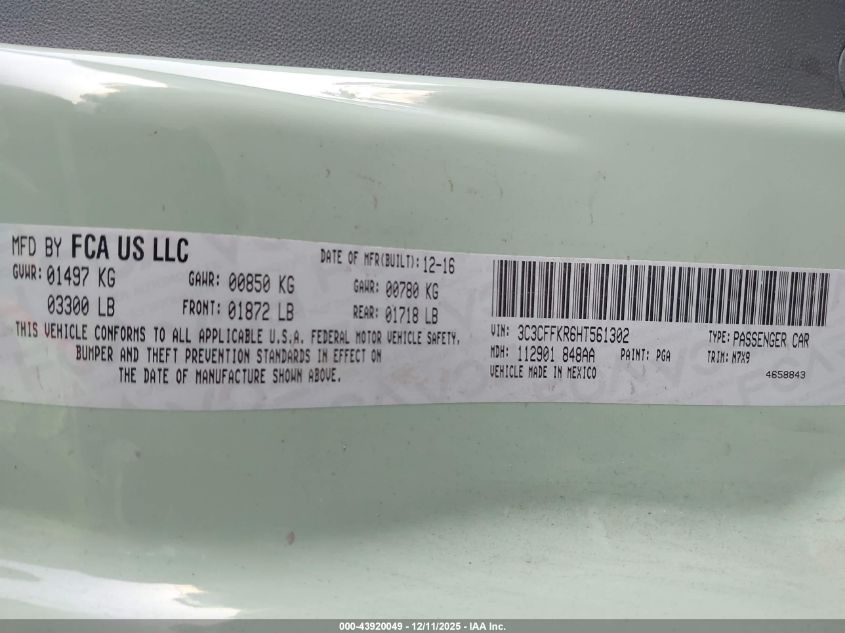 MFD BY FCA US LLC
DATE OF MFR(BUILT): 12-16
GVWR: 01497 KG
GAWR: 00850 KG
GAWR: 00780 KG
03300 LB
FRONT: 01872 LB
REAR: 01718 LB
THIS VEHICLE CONFORMS TO ALL APPLICABLE U.S.A. FEDERAL MOTOR VEHICLE SAFETY,
BUMPER AND THEFT PREVENTION STANDARDS IN EFFECT ON
THE DATE OF MANUFACTURE SHOWN ABOVE.
VIN: 3C3CFFKR6HT561302
TYPE: PASSENGER CAR
MDH: 112901 848AA
PAINT: PGA
TRIM: N7X9
VEHICLE MADE IN MEXICO
4658843
000-43920049 - 12/11/2025 - IAA Inc.